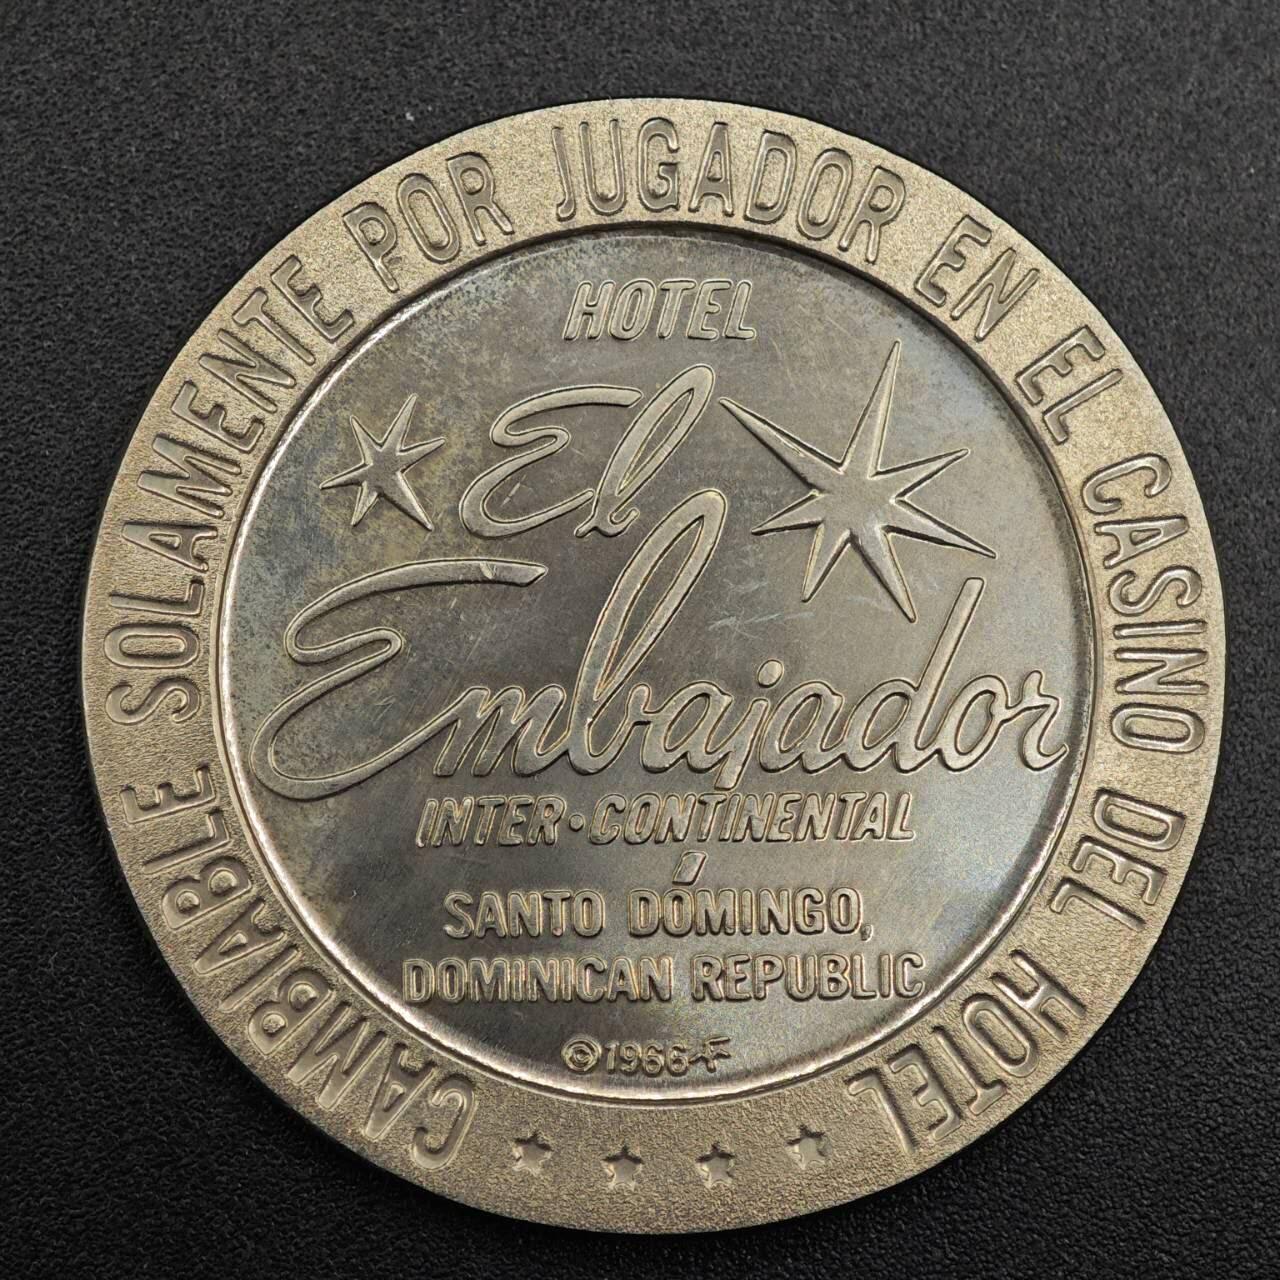 CAMBIABLE SOLAMENTE POR JUGADOR EN EL CASINO DEL HOTEL
HOTEL
El
Embajador
INTER·CONTINENTAL
SANTO DOMINGO,
DOMINICAN REPUBLIC
©1966 F